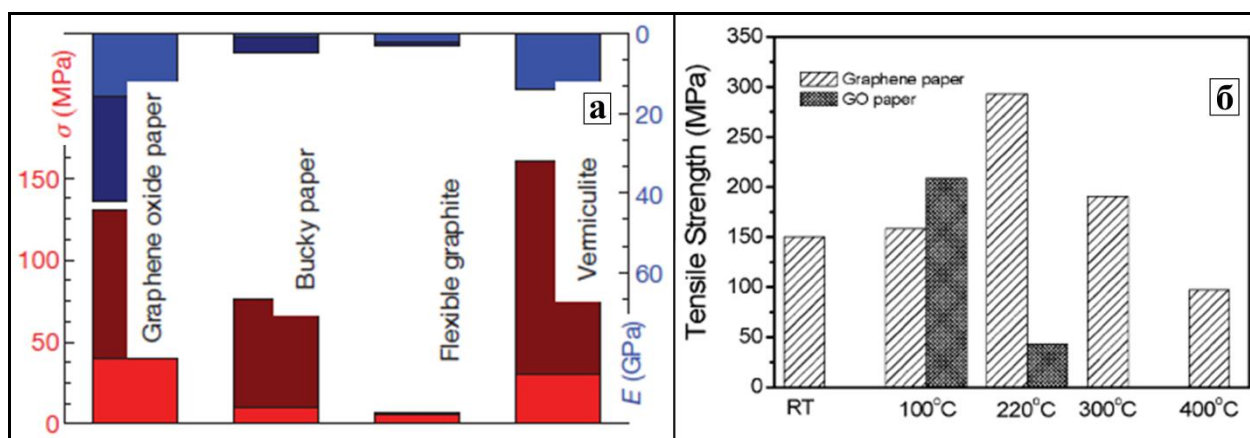 σ (MPa)
150
100
50
0
Graphene oxide paper
Bucky paper
Flexible graphite
Vermiculite
а
0
20
40
60
E (GPa)
Tensile Strength (MPa)
350
300
250
200
150
100
50
0
Graphene paper
GO paper
б
RT
100°C
220°C
300°C
400°C